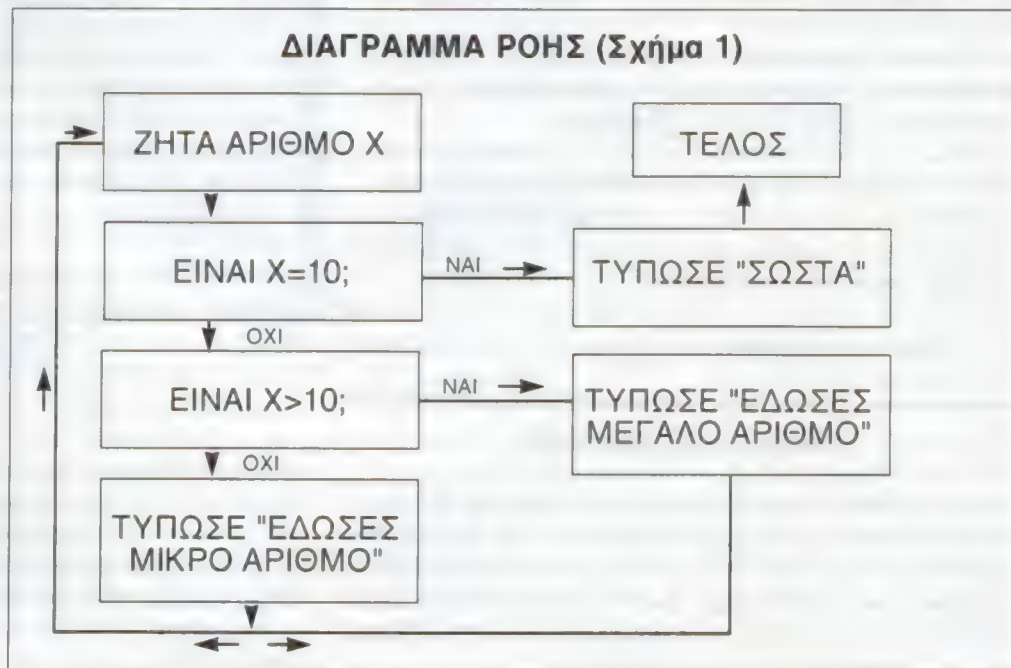 ΔΙΑΓΡΑΜΜΑ ΡΟΗΣ (Σχήμα 1)
ΖΗΤΑ ΑΡΙΘΜΟ Χ
ΤΕΛΟΣ
ΕΙΝΑΙ Χ=10;
ΝΑΙ
ΤΥΠΩΣΕ "ΣΩΣΤΑ"
ΟΧΙ
ΕΙΝΑΙ Χ>10;
ΝΑΙ
ΤΥΠΩΣΕ "ΕΔΩΣΕΣ
ΜΕΓΑΛΟ ΑΡΙΘΜΟ"
ΟΧΙ
ΤΥΠΩΣΕ "ΕΔΩΣΕΣ
ΜΙΚΡΟ ΑΡΙΘΜΟ"